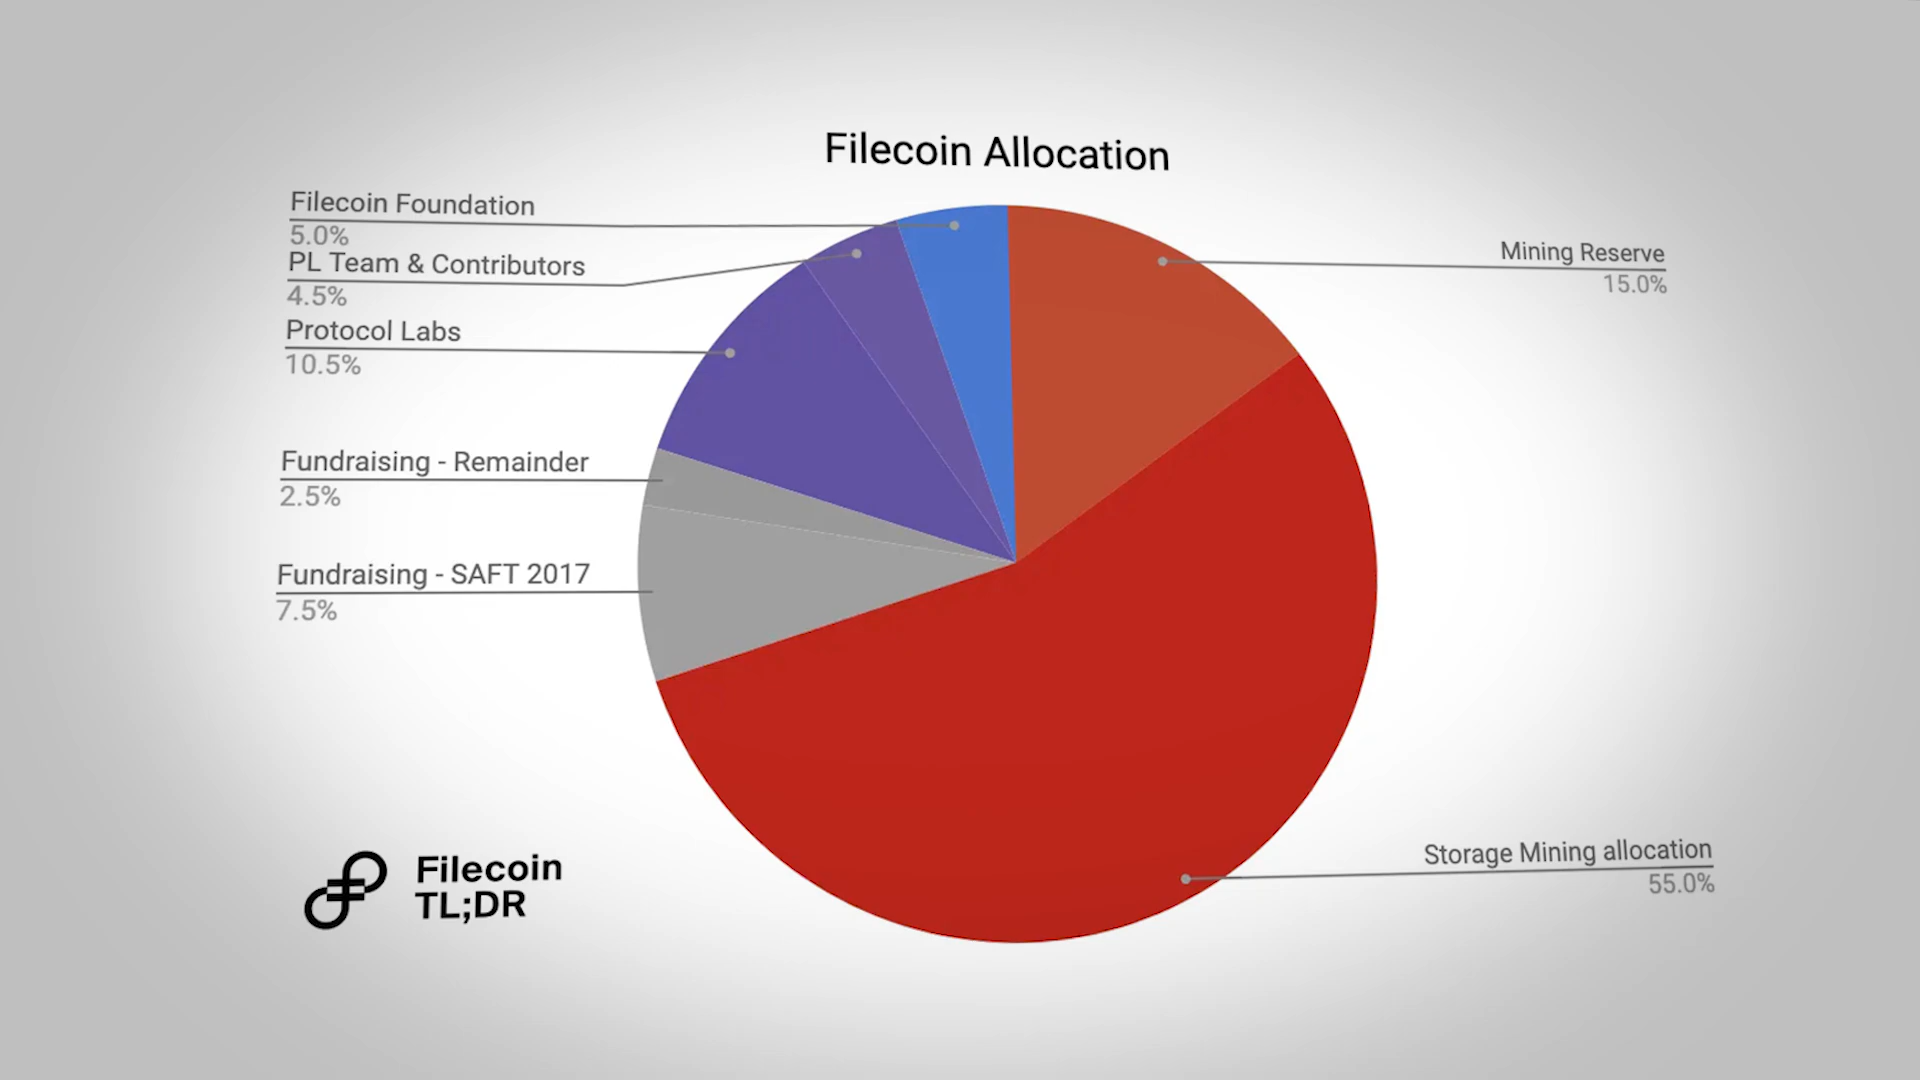 Filecoin Allocation
Filecoin Foundation
5.0%
PL Team & Contributors
4.5%
Protocol Labs
10.5%
Fundraising - Remainder
2.5%
Fundraising - SAFT 2017
7.5%
Mining Reserve
15.0%
Storage Mining allocation
55.0%
Filecoin
TL;DR